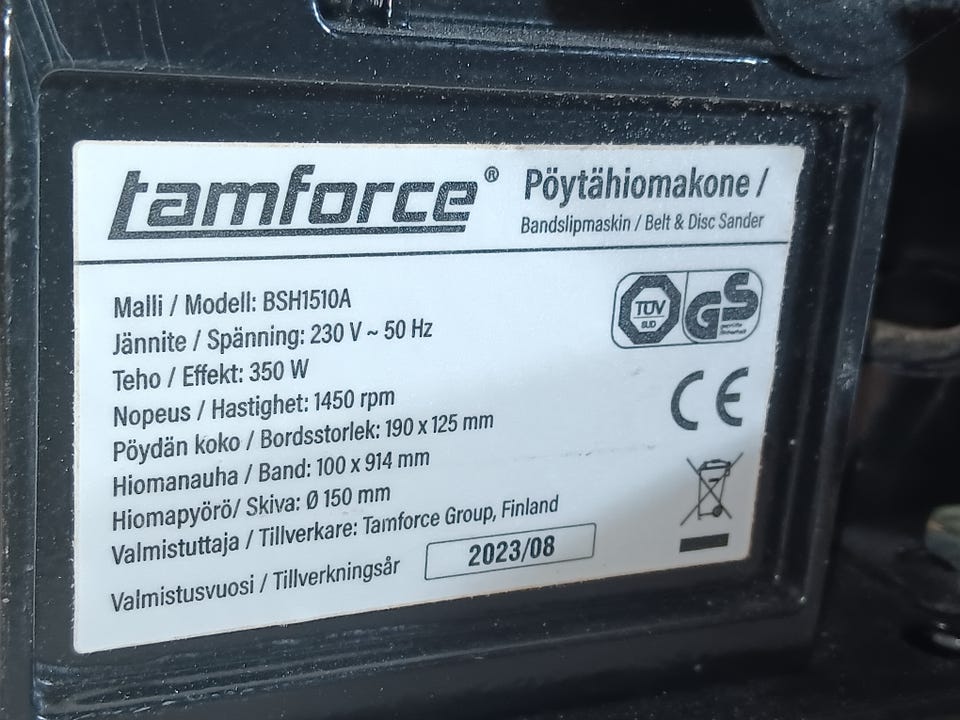 tamforce®
Pöytähiomakone /
Bandslipmaskin / Belt & Disc Sander
Malli / Modell: BSH1510A
Jännite / Spänning: 230 V ~ 50 Hz
Teho / Effekt: 350 W
Nopeus / Hastighet: 1450 rpm
Pöydän koko / Bordsstorlek: 190 x 125 mm
Hiomanauha / Band: 100 x 914 mm
Hiomapyörö/ Skiva: Ø 150 mm
Valmistuttaja / Tillverkare: Tamforce Group, Finland
Valmistusvuosi / Tillverkningsår 2023/08
TÜV
SÜD
GS
geprüfte
Sicherheit
CE